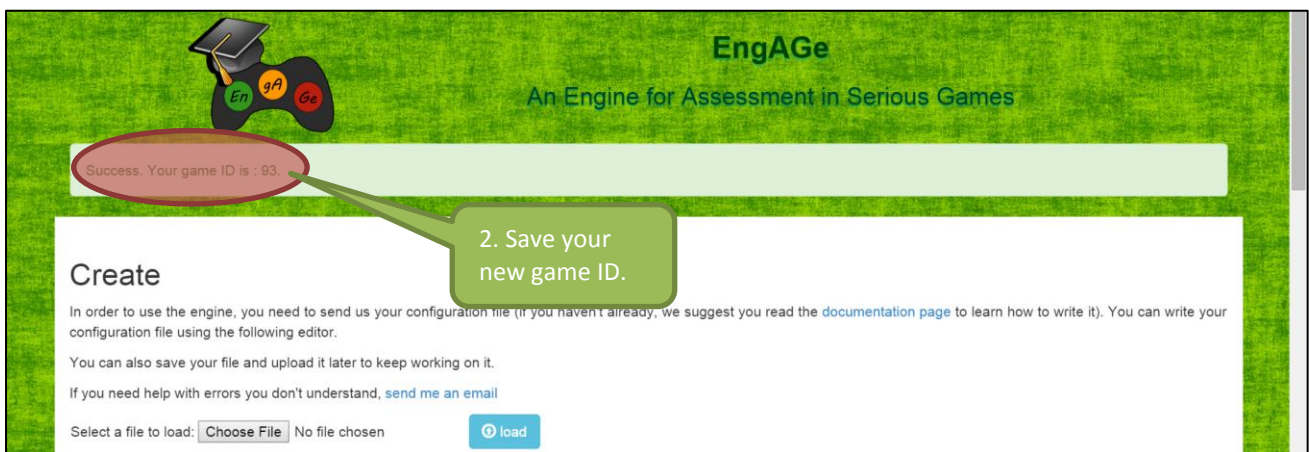 En gA Ge
EngAGe
An Engine for Assessment in Serious Games
Success. Your game ID is : 93.
2. Save your
new game ID.
Create
In order to use the engine, you need to send us your configuration file (if you haven't already, we suggest you read the documentation page to learn how to write it). You can write your
configuration file using the following editor.
You can also save your file and upload it later to keep working on it.
If you need help with errors you don't understand, send me an email
Select a file to load: Choose File No file chosen load